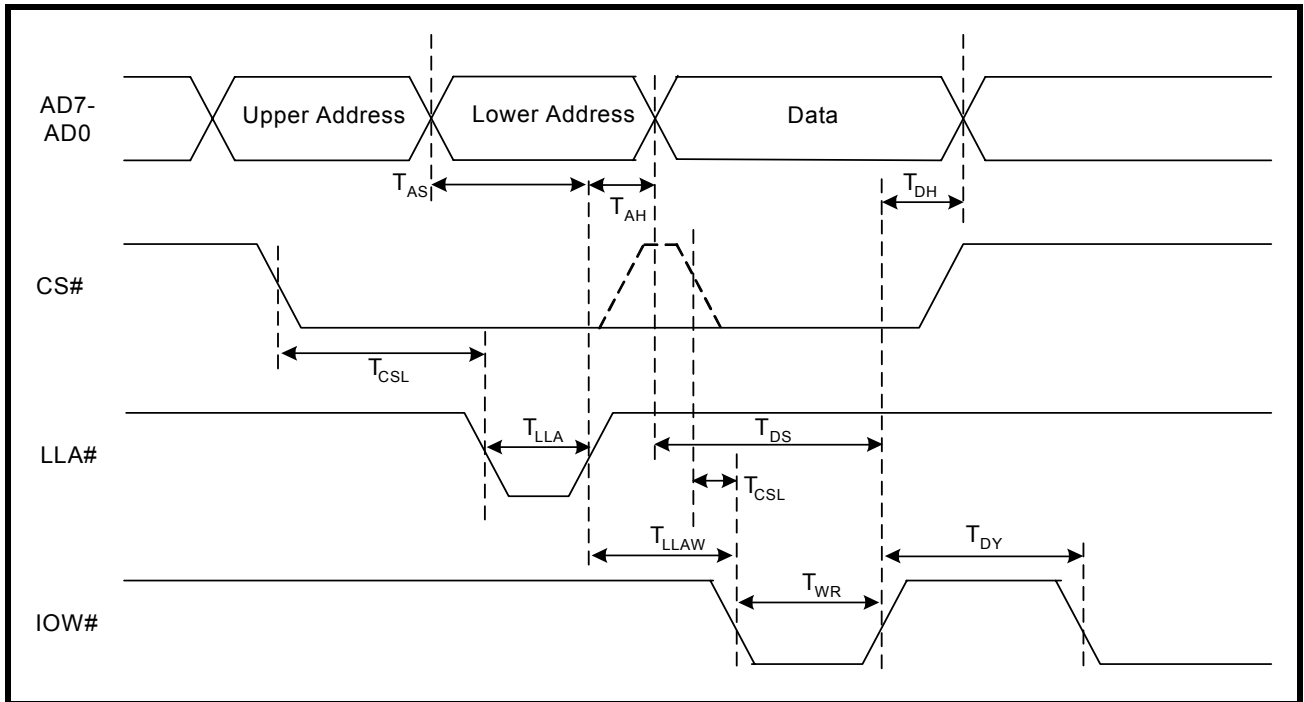 AD7-
AD0
Upper Address
Lower Address
Data
TAS
TAH
TDH
CS#
TCSL
LLA#
TLLA
TDS
TCSL
TLLAW
TDY
TWR
IOW#